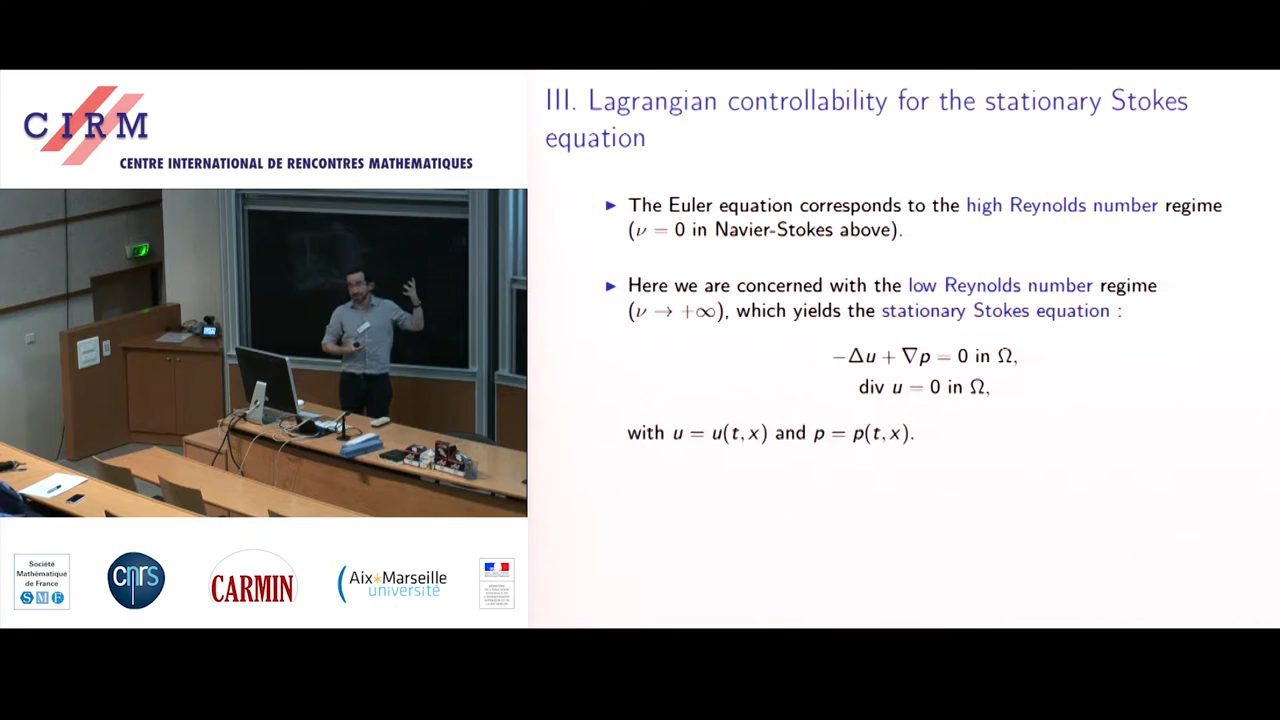 CIRM
CENTRE INTERNATIONAL DE RENCONTRES MATHEMATIQUES
III. Lagrangian controllability for the stationary Stokes
equation
▶ The Euler equation corresponds to the high Reynolds number regime
(ν = 0 in Navier-Stokes above).
▶ Here we are concerned with the low Reynolds number regime
(ν → +∞), which yields the stationary Stokes equation :
−Δu + ∇p = 0 in Ω,
div u = 0 in Ω,
with u = u(t, x) and p = p(t, x).
Société
Mathématique
de France
SMF
cnrs
CARMIN
Aix*Marseille
université